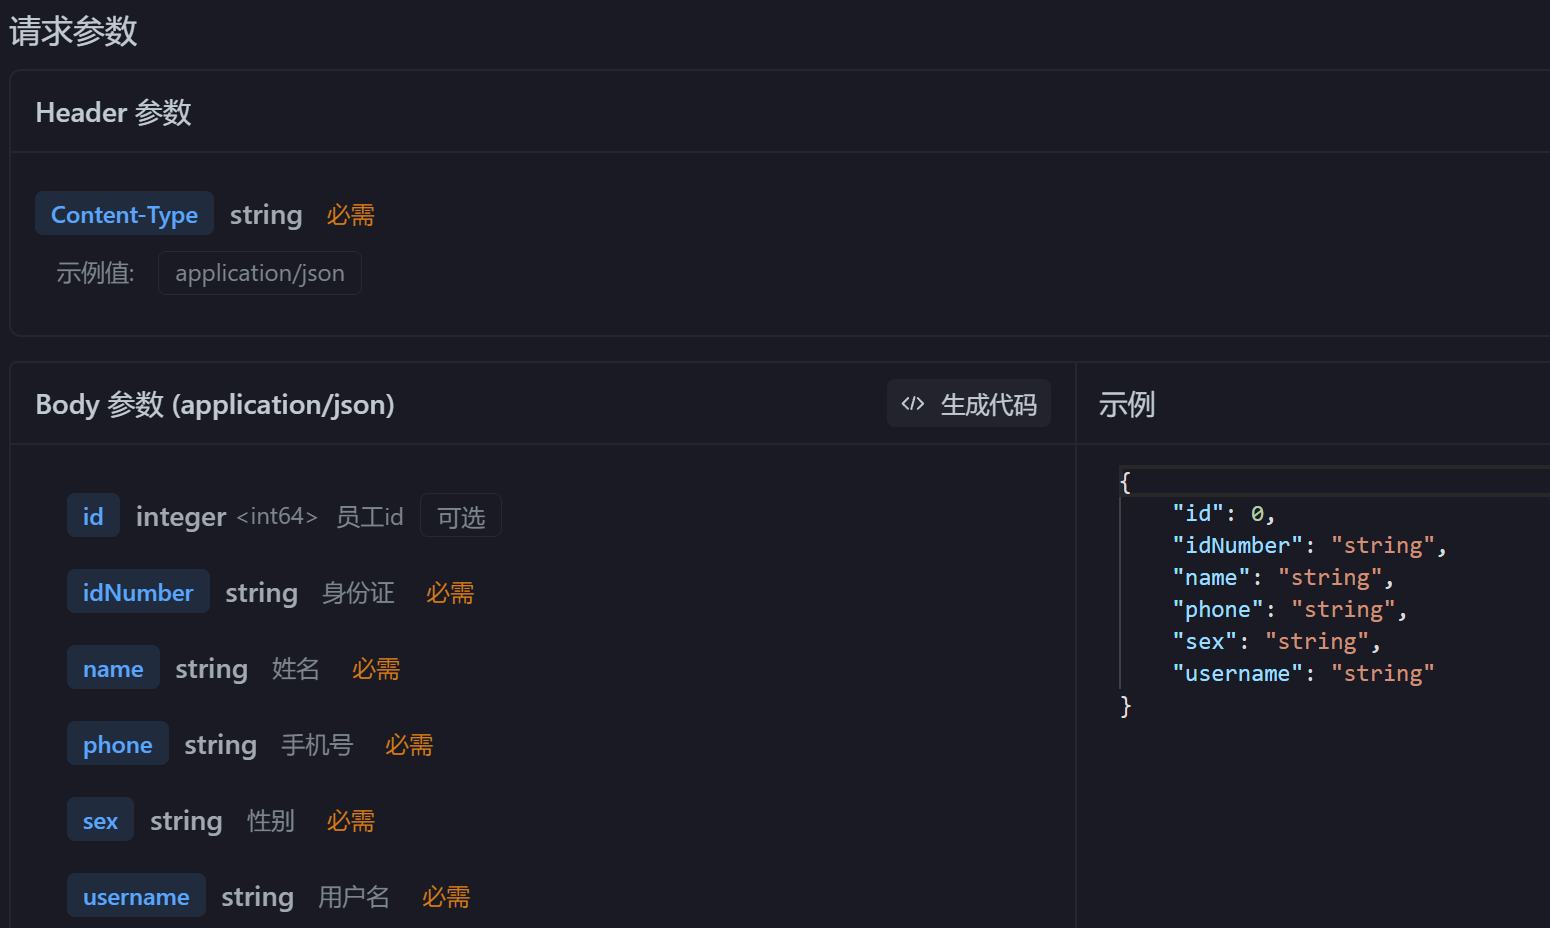 请求参数
Header 参数
Content-Type string 必需
示例值: application/json
Body 参数 (application/json) </> 生成代码
id integer <int64> 员工id 可选
idNumber string 身份证 必需
name string 姓名 必需
phone string 手机号 必需
sex string 性别 必需
username string 用户名 必需
示例
{
    "id": 0,
    "idNumber": "string",
    "name": "string",
    "phone": "string",
    "sex": "string",
    "username": "string"
}